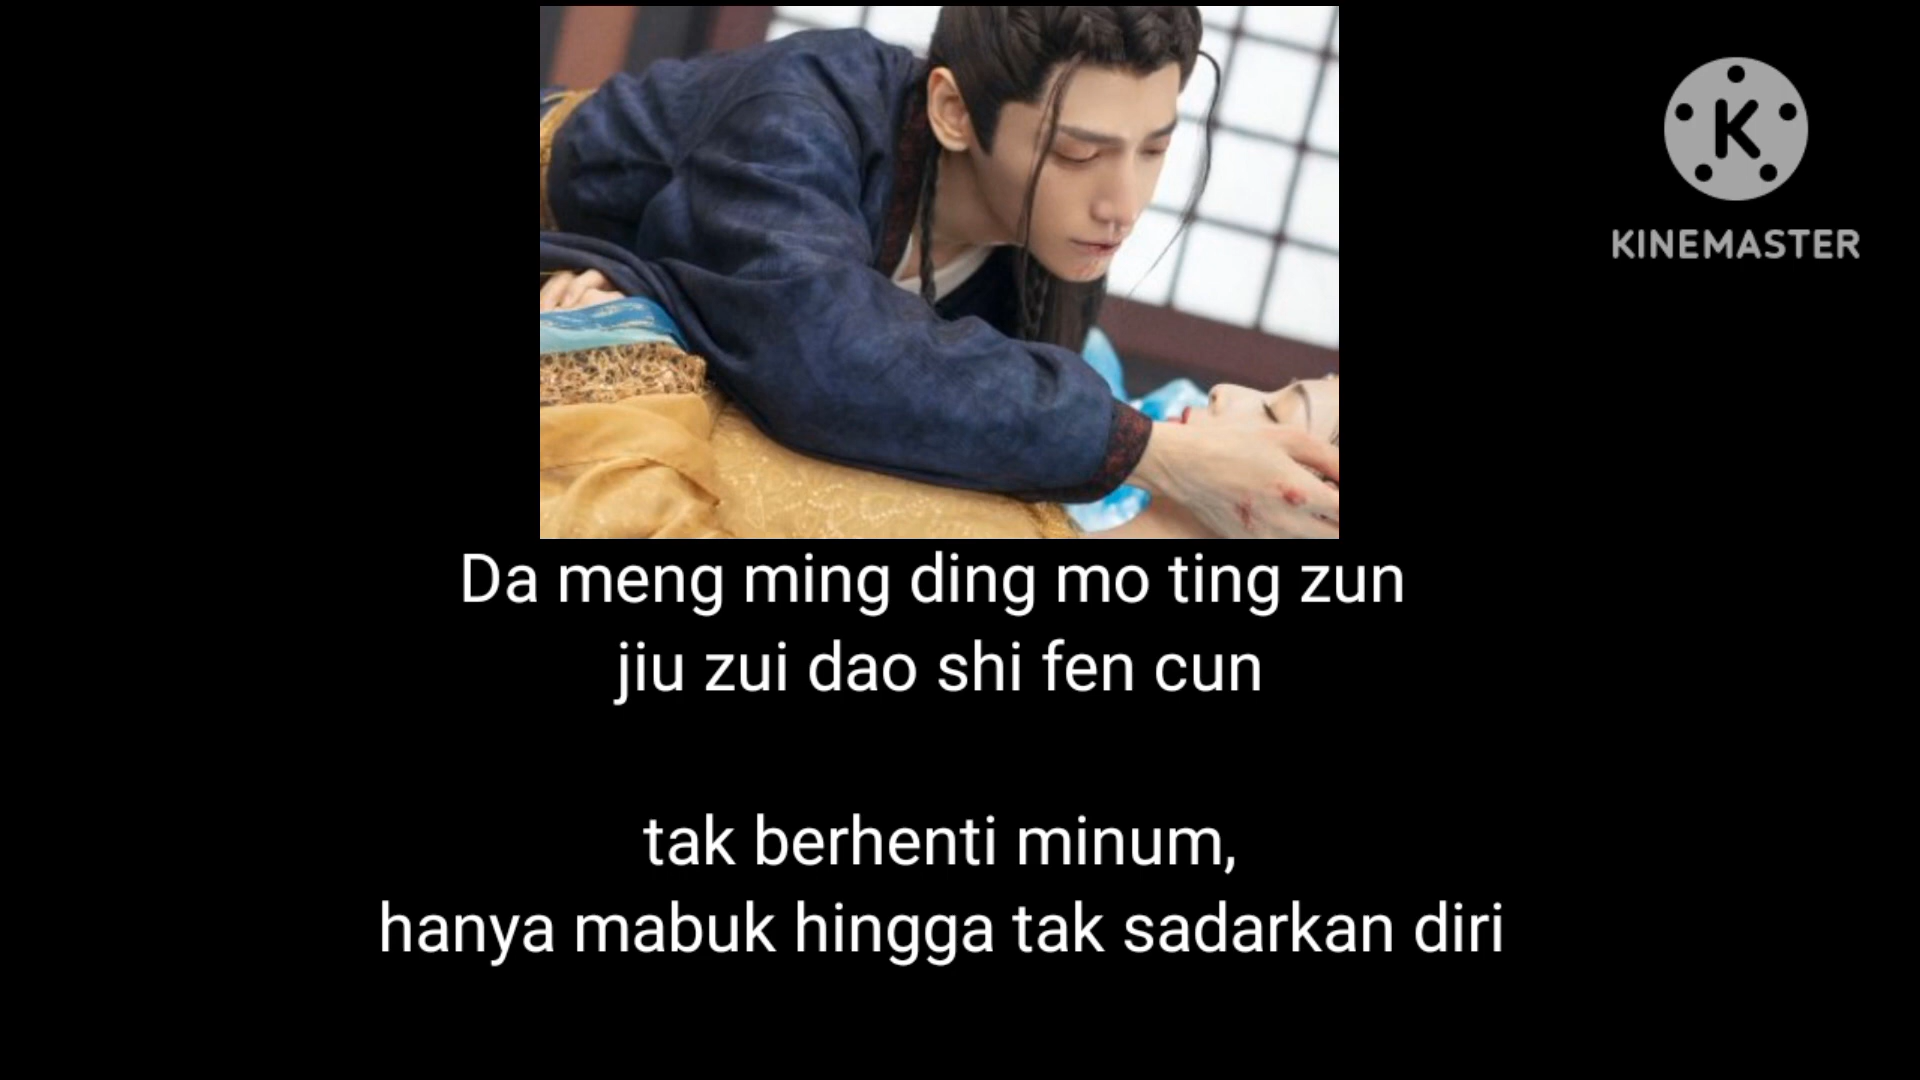 KINEMASTER
Da meng ming ding mo ting zun
jiu zui dao shi fen cun
tak berhenti minum,
hanya mabuk hingga tak sadarkan diri